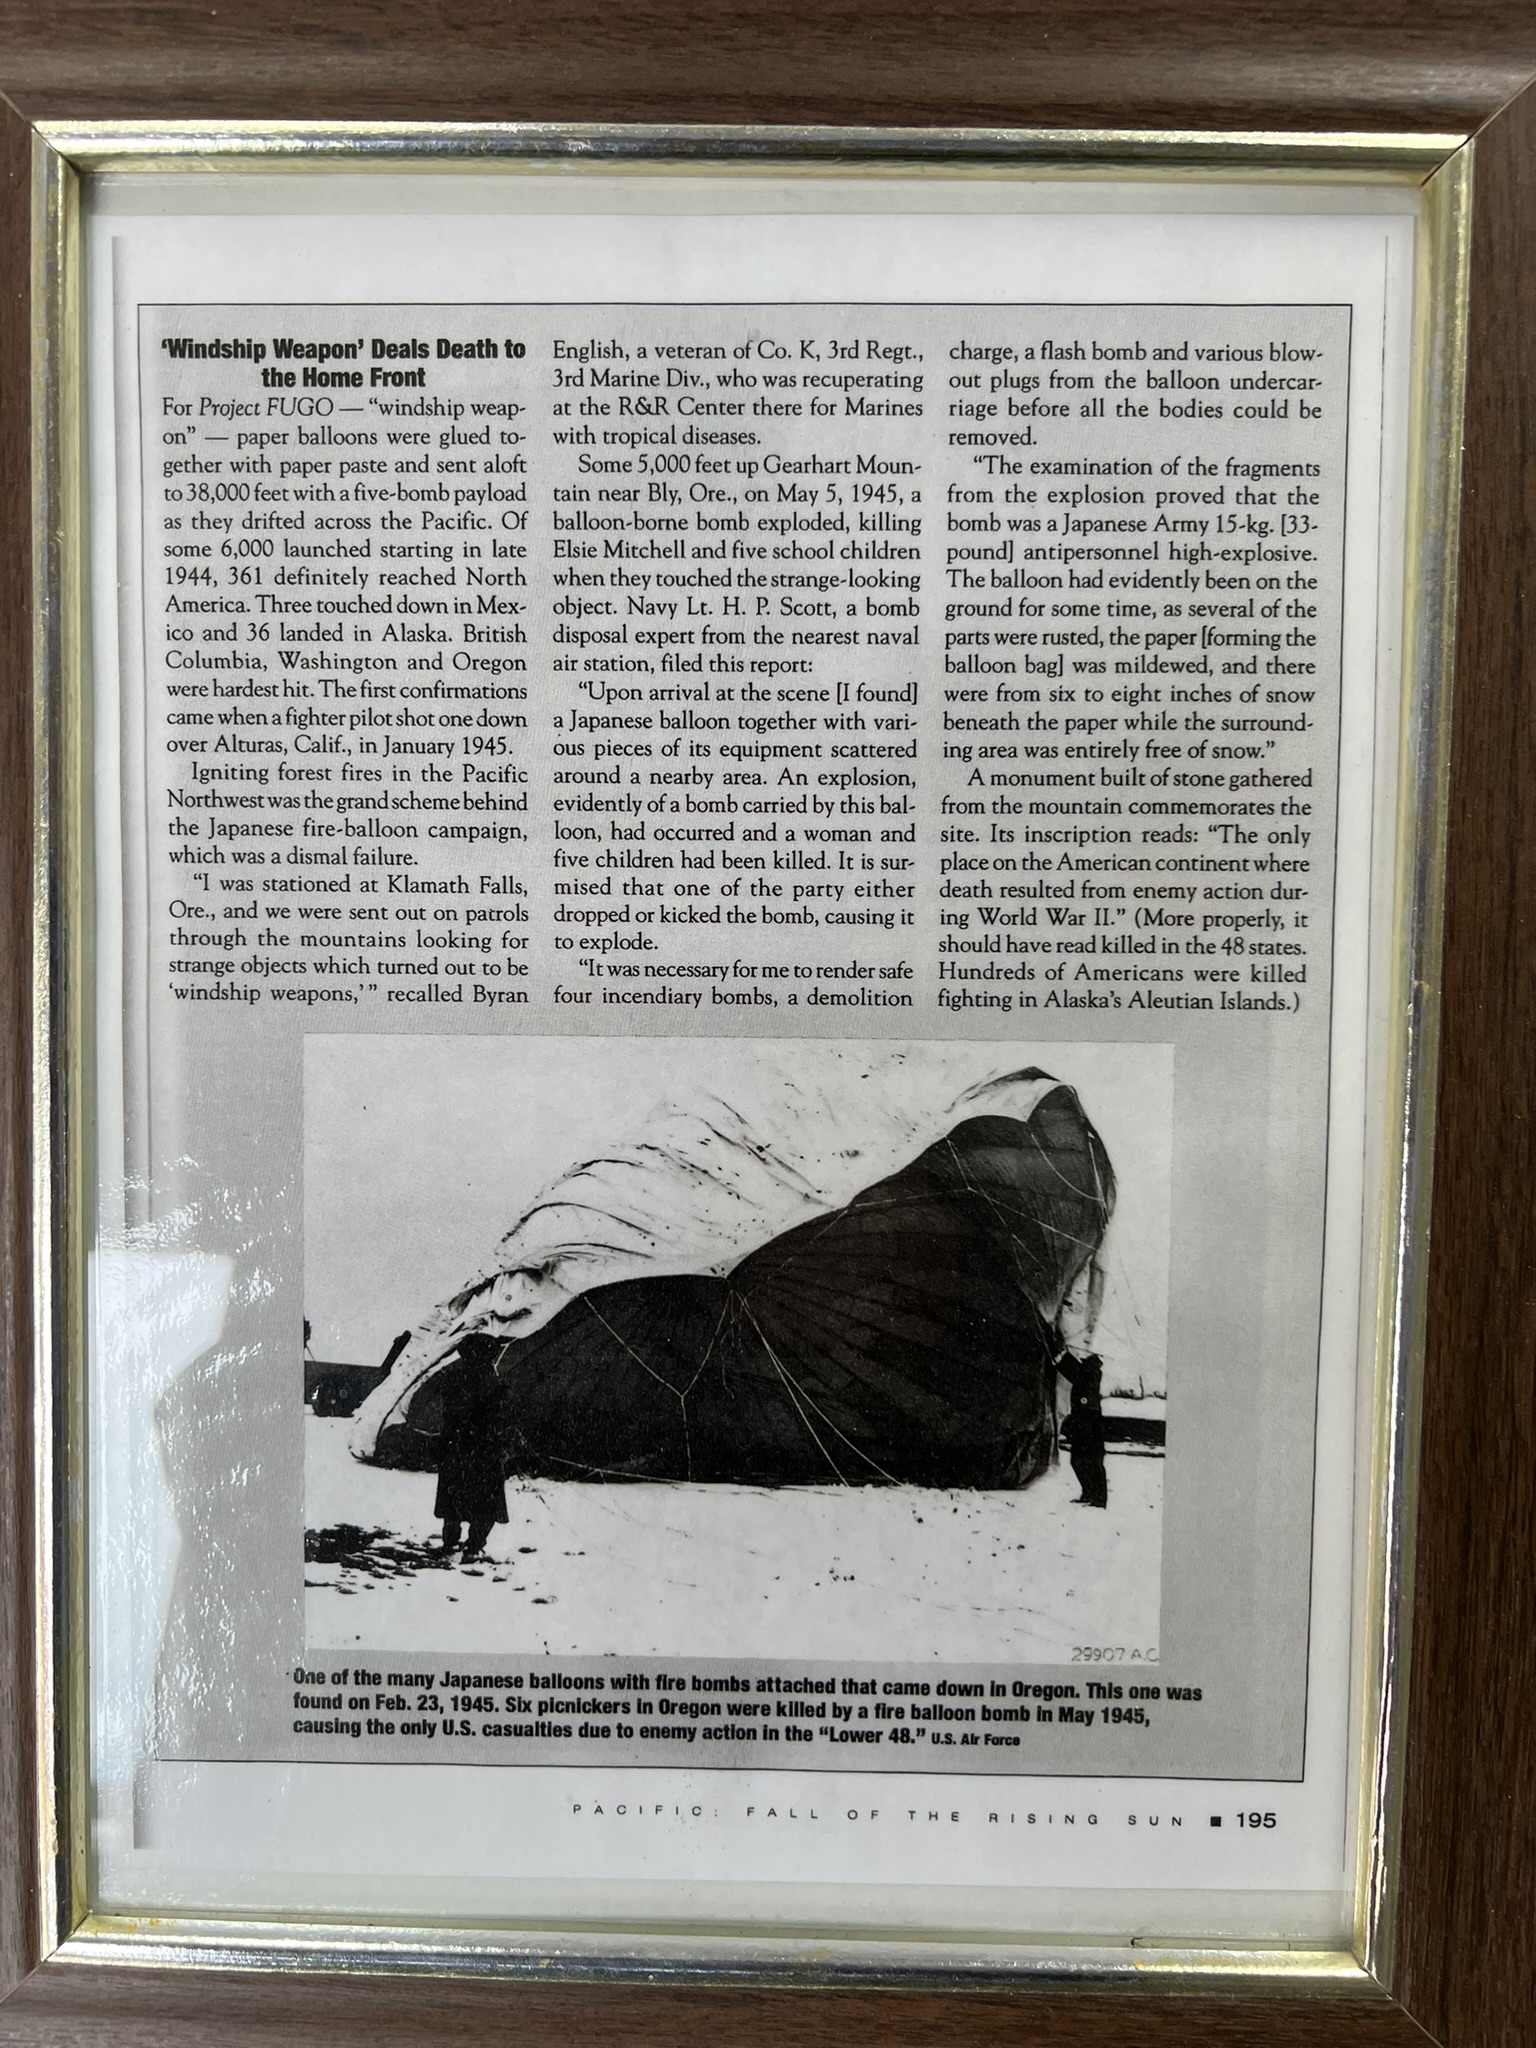 ‘Windship Weapon’ Deals Death to
the Home Front
For Project FUGO — “windship weap-
on” — paper balloons were glued to-
gether with paper paste and sent aloft
to 38,000 feet with a five-bomb payload
as they drifted across the Pacific. Of
some 6,000 launched starting in late
1944, 361 definitely reached North
America. Three touched down in Mex-
ico and 36 landed in Alaska. British
Columbia, Washington and Oregon
were hardest hit. The first confirmations
came when a fighter pilot shot one down
over Alturas, Calif., in January 1945.
Igniting forest fires in the Pacific
Northwest was the grand scheme behind
the Japanese fire-balloon campaign,
which was a dismal failure.
“I was stationed at Klamath Falls,
Ore., and we were sent out on patrols
through the mountains looking for
strange objects which turned out to be
‘windship weapons,’” recalled Byran
English, a veteran of Co. K, 3rd Regt.,
3rd Marine Div., who was recuperating
at the R&R Center there for Marines
with tropical diseases.
Some 5,000 feet up Gearhart Moun-
tain near Bly, Ore., on May 5, 1945, a
balloon-borne bomb exploded, killing
Elsie Mitchell and five school children
when they touched the strange-looking
object. Navy Lt. H. P. Scott, a bomb
disposal expert from the nearest naval
air station, filed this report:
“Upon arrival at the scene [I found]
a Japanese balloon together with vari-
ous pieces of its equipment scattered
around a nearby area. An explosion,
evidently of a bomb carried by this bal-
loon, had occurred and a woman and
five children had been killed. It is sur-
mised that one of the party either
dropped or kicked the bomb, causing it
to explode.
“It was necessary for me to render safe
four incendiary bombs, a demolition
charge, a flash bomb and various blow-
out plugs from the balloon undercar-
riage before all the bodies could be
removed.
“The examination of the fragments
from the explosion proved that the
bomb was a Japanese Army 15-kg. [33-
pound] antipersonnel high-explosive.
The balloon had evidently been on the
ground for some time, as several of the
parts were rusted, the paper [forming the
balloon bag] was mildewed, and there
were from six to eight inches of snow
beneath the paper while the surround-
ing area was entirely free of snow.”
A monument built of stone gathered
from the mountain commemorates the
site. Its inscription reads: “The only
place on the American continent where
death resulted from enemy action dur-
ing World War II.” (More properly, it
should have read killed in the 48 states.
Hundreds of Americans were killed
fighting in Alaska’s Aleutian Islands.)
29907 A.C.
One of the many Japanese balloons with fire bombs attached that came down in Oregon. This one was
found on Feb. 23, 1945. Six picnickers in Oregon were killed by a fire balloon bomb in May 1945,
causing the only U.S. casualties due to enemy action in the “Lower 48.” U.S. Air Force
PACIFIC: FALL OF THE RISING SUN ■ 195